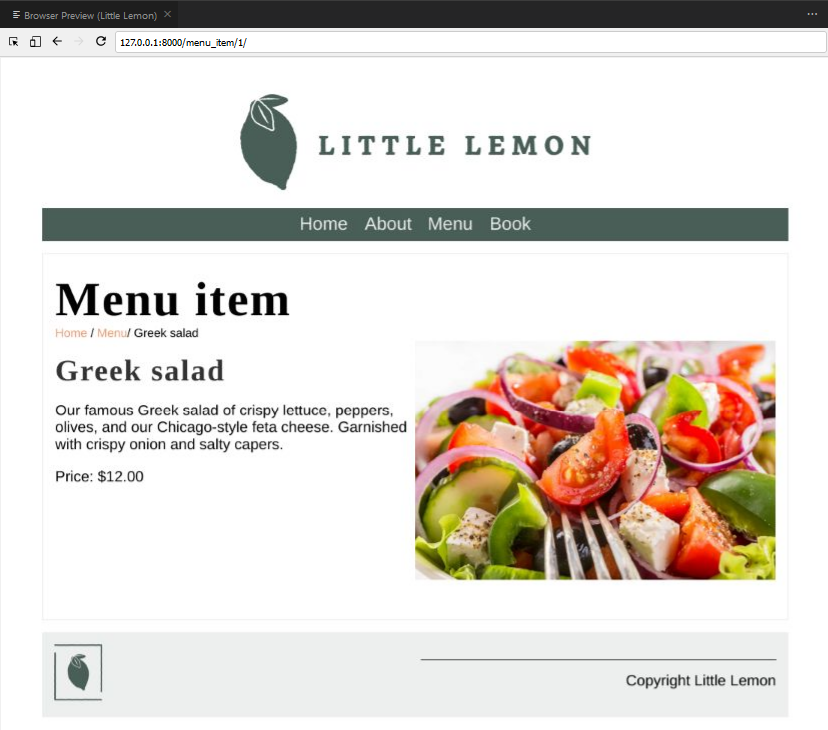 Browser Preview (Little Lemon)
127.0.0.1:8000/menu_item/1/
LITTLE LEMON
Home About Menu Book
Menu item
Home / Menu/ Greek salad
Greek salad
Our famous Greek salad of crispy lettuce, peppers,
olives, and our Chicago-style feta cheese. Garnished
with crispy onion and salty capers.
Price: $12.00
Copyright Little Lemon